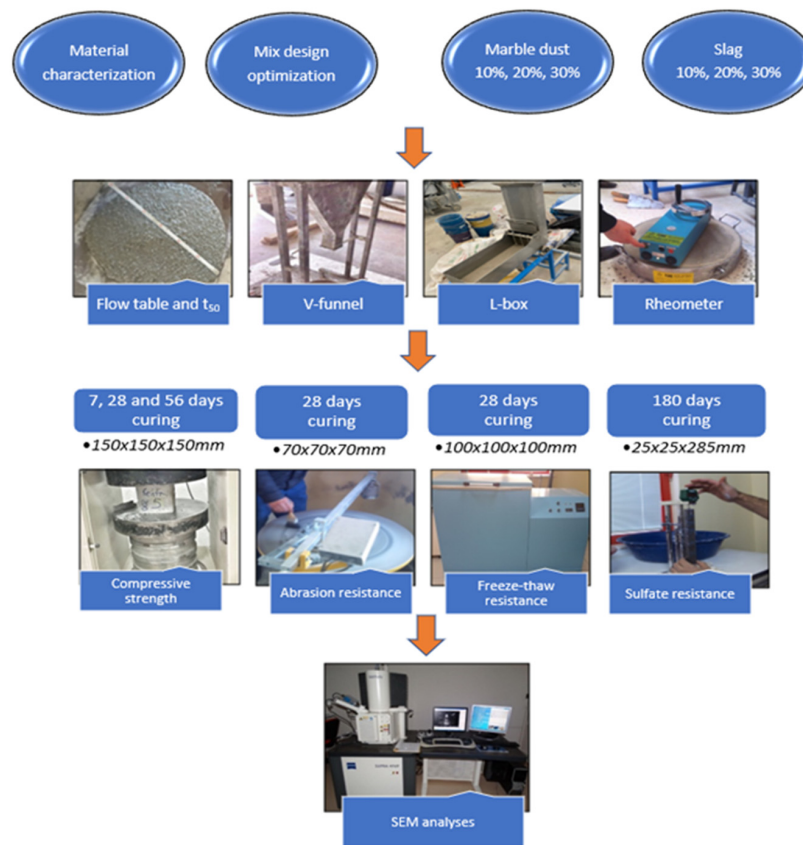 Material
characterization
Mix design
optimization
Marble dust
10%, 20%, 30%
Slag
10%, 20%, 30%
Flow table and t50
V-funnel
L-box
Rheometer
7, 28 and 56 days
curing
•150x150x150mm
28 days
curing
•70x70x70mm
28 days
curing
•100x100x100mm
180 days
curing
•25x25x285mm
Compressive
strength
Abrasion resistance
Freeze-thaw
resistance
Sulfate resistance
SEM analyses